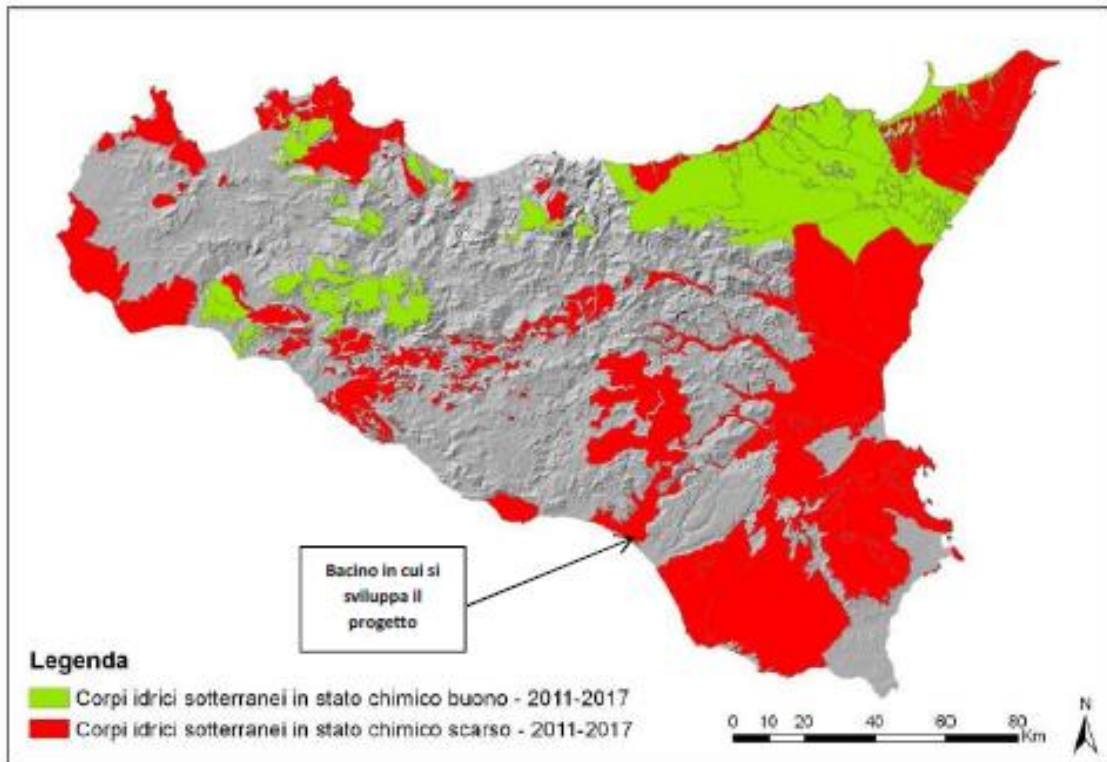 Bacino in cui si
sviluppa il
progetto
Legenda
Corpi idrici sotterranei in stato chimico buono - 2011-2017
Corpi idrici sotterranei in stato chimico scarso - 2011-2017
0 10 20 40 60 80
Km
N